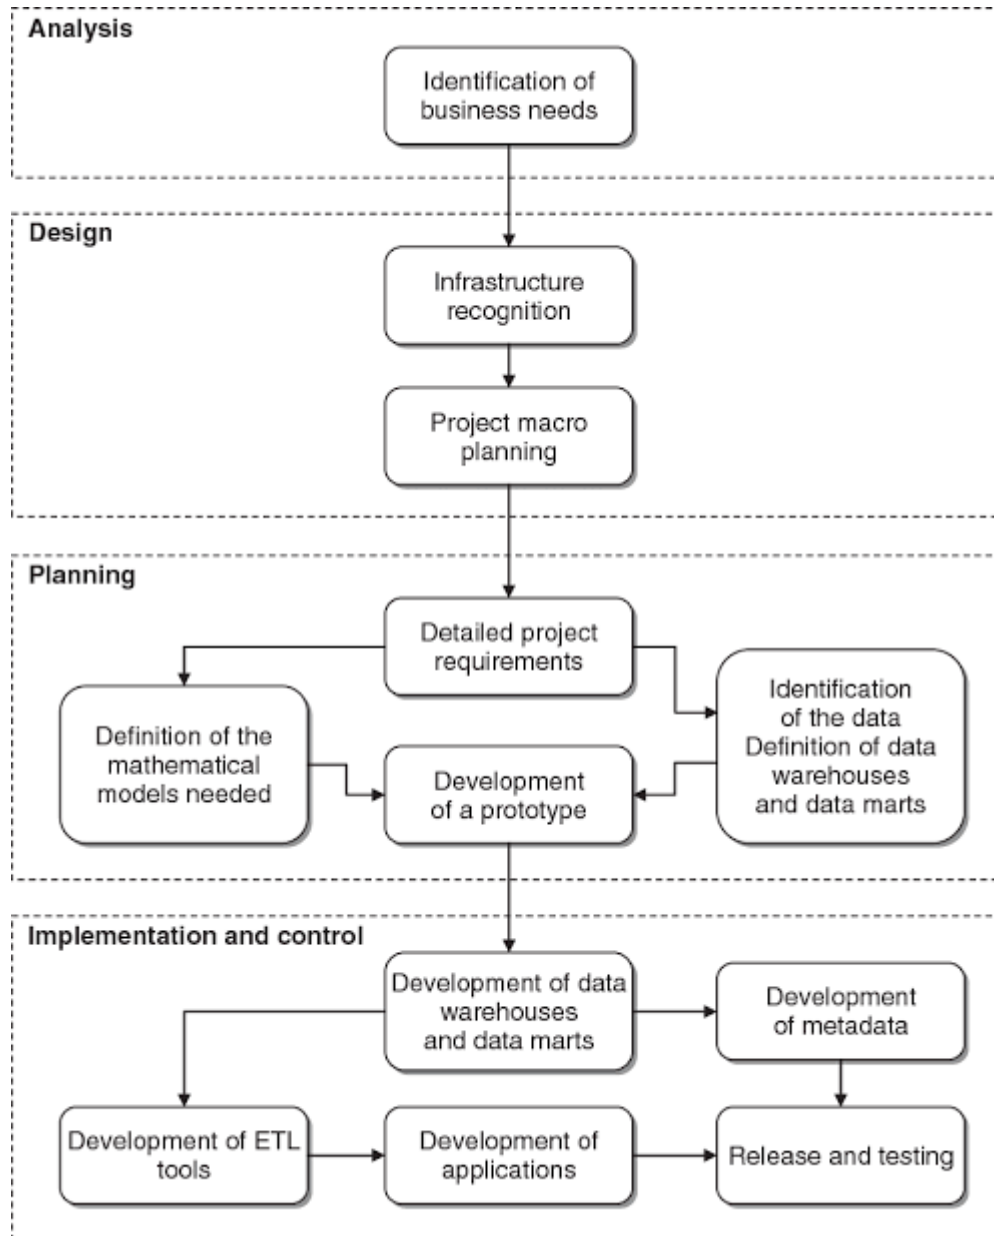 Analysis
Identification of
business needs
Design
Infrastructure
recognition
Project macro
planning
Planning
Detailed project
requirements
Definition of the
mathematical
models needed
Development
of a prototype
Identification
of the data
Definition of data
warehouses
and data marts
Implementation and control
Development of data
warehouses
and data marts
Development
of metadata
Development of ETL
tools
Development of
applications
Release and testing